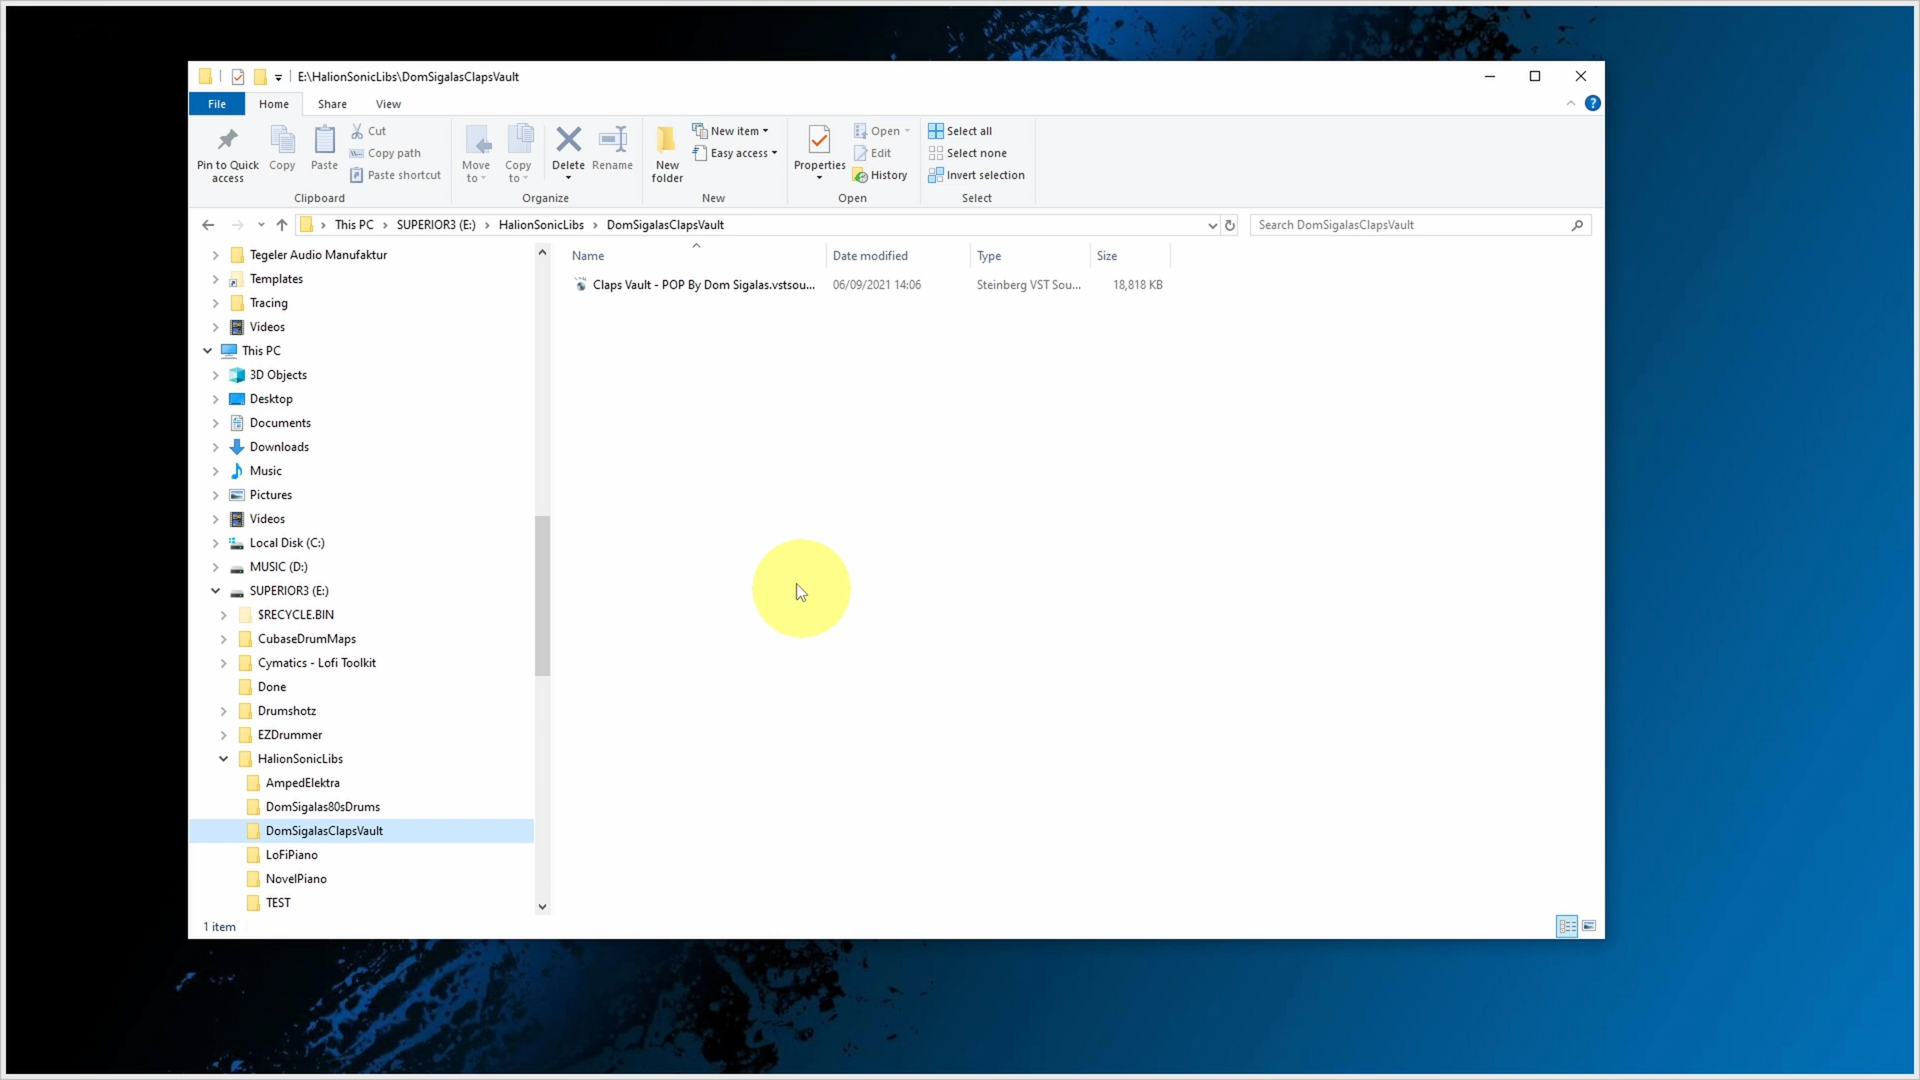 E:\HalionSonicLibs\DomSigalasClapsVault
File Home Share View
Pin to Quick access
Copy
Paste
Cut
Copy path
Paste shortcut
Clipboard
Move to
Copy to
Delete
Rename
Organize
New folder
New item
Easy access
New
Properties
Open
Edit
History
Open
Select all
Select none
Invert selection
Select
This PC SUPERIOR3 (E:) HalionSonicLibs DomSigalasClapsVault
Search DomSigalasClapsVault
Name Date modified Type Size
Claps Vault - POP By Dom Sigalas.vstsou... 06/09/2021 14:06 Steinberg VST Sou... 18,818 KB
Tegeler Audio Manufaktur
Templates
Tracing
Videos
This PC
3D Objects
Desktop
Documents
Downloads
Music
Pictures
Videos
Local Disk (C:)
MUSIC (D:)
SUPERIOR3 (E:)
$RECYCLE.BIN
CubaseDrumMaps
Cymatics - Lofi Toolkit
Done
Drumshotz
EZDrummer
HalionSonicLibs
AmpedElektra
DomSigalas80sDrums
DomSigalasClapsVault
LoFiPiano
NovelPiano
TEST
1 item